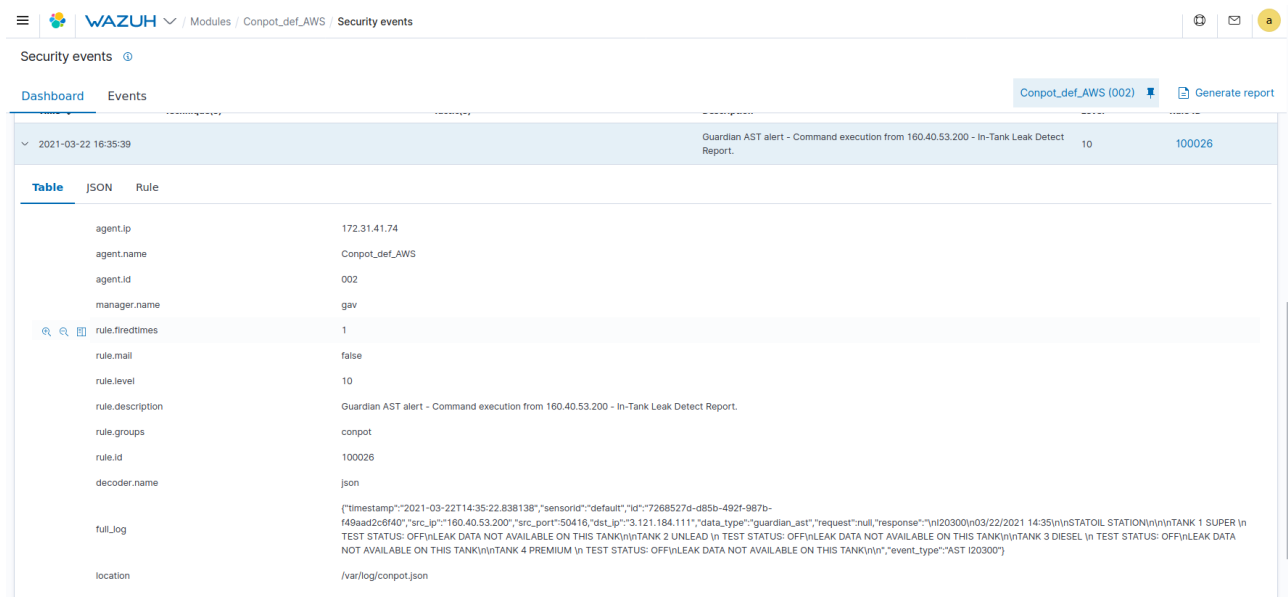 WAZUH / Modules / Conpot_def_AWS / Security events a
Security events
Dashboard Events Conpot_def_AWS (002) Generate report
2021-03-22 16:35:39 Guardian AST alert - Command execution from 160.40.53.200 - In-Tank Leak Detect 10 100026
Report.
Table JSON Rule
agent.ip 172.31.41.74
agent.name Conpot_def_AWS
agent.id 002
manager.name gav
rule.firedtimes 1
rule.mail false
rule.level 10
rule.description Guardian AST alert - Command execution from 160.40.53.200 - In-Tank Leak Detect Report.
rule.groups conpot
rule.id 100026
decoder.name json
full_log {"timestamp":"2021-03-22T14:35:22.838138","sensorid":"default","id":"7268527d-d85b-492f-987b-
f49aad2c6f40","src_ip":"160.40.53.200","src_port":50416,"dst_ip":"3.121.184.111","data_type":"guardian_ast","request":null,"response":"\nI20300\n03/22/2021 14:35\n\nSTATOIL STATION\n\n\nTANK 1 SUPER \n
TEST STATUS: OFF\nLEAK DATA NOT AVAILABLE ON THIS TANK\n\nTANK 2 UNLEAD \n TEST STATUS: OFF\nLEAK DATA NOT AVAILABLE ON THIS TANK\n\nTANK 3 DIESEL \n TEST STATUS: OFF\nLEAK DATA
NOT AVAILABLE ON THIS TANK\n\nTANK 4 PREMIUM \n TEST STATUS: OFF\nLEAK DATA NOT AVAILABLE ON THIS TANK\n\n","event_type":"AST I20300"}
location /var/log/conpot.json